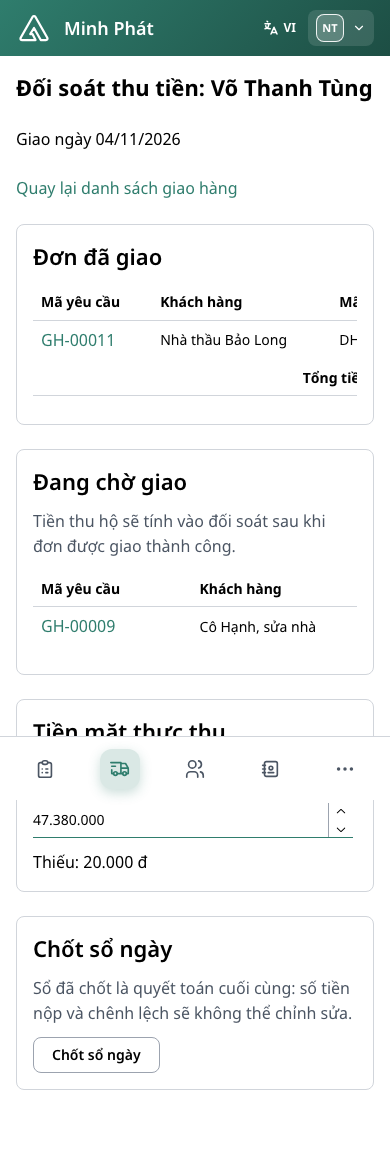 Minh Phát
VI
NT
Đối soát thu tiền: Võ Thanh Tùng
Giao ngày 04/11/2026
Quay lại danh sách giao hàng
Đơn đã giao
Mã yêu cầu Khách hàng
GH-00011 Nhà thầu Bảo Long
Đang chờ giao
Tiền thu hộ sẽ tính vào đối soát sau khi
đơn được giao thành công.
Mã yêu cầu Khách hàng
GH-00009 Cô Hạnh, sửa nhà
Tiền mặt thực thu
47.380.000
Thiếu: 20.000 đ
Chốt sổ ngày
Sổ đã chốt là quyết toán cuối cùng: số tiền
nộp và chênh lệch sẽ không thể chỉnh sửa.
Chốt sổ ngày